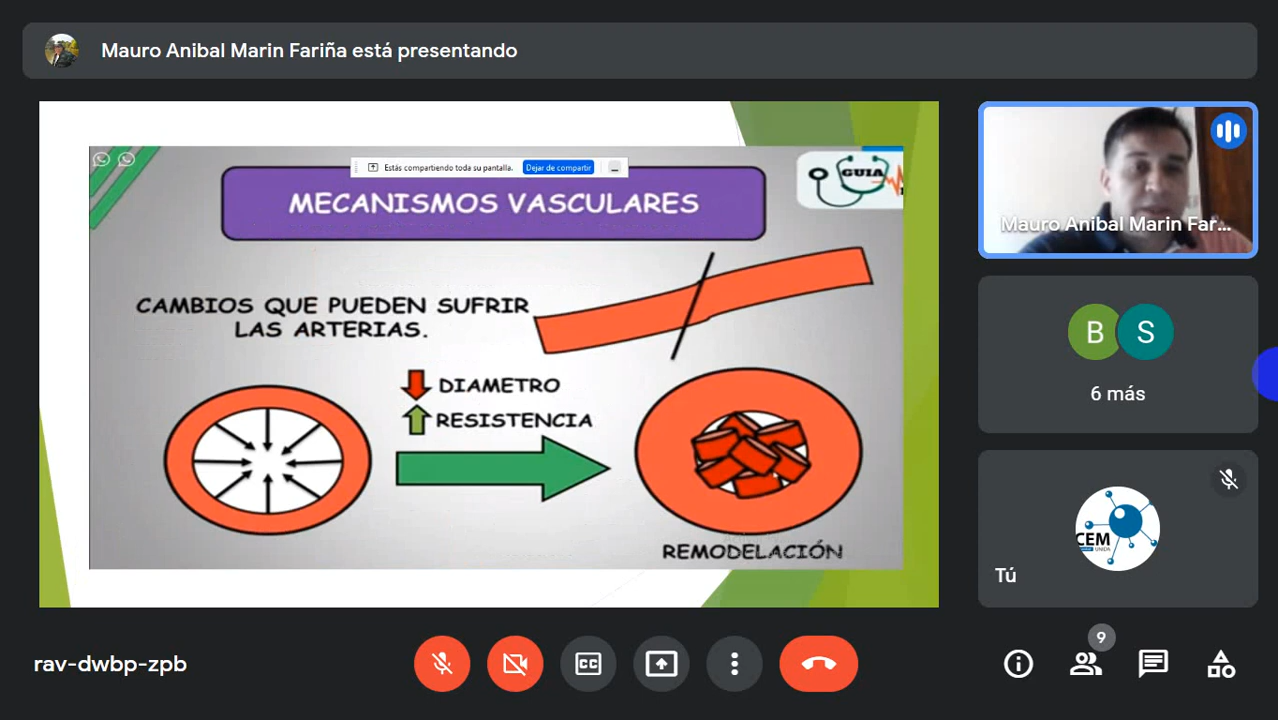 Mauro Anibal Marin Fariña está presentando
Estás compartiendo toda su pantalla.
Dejar de compartir
GUIA
MECANISMOS VASCULARES
CAMBIOS QUE PUEDEN SUFRIR
LAS ARTERIAS.
DIAMETRO
RESISTENCIA
REMODELACIÓN
Mauro Anibal Marin Far...
B
S
6 más
CEM
UNIDA
Tú
rav-dwbp-zpb
CC
9